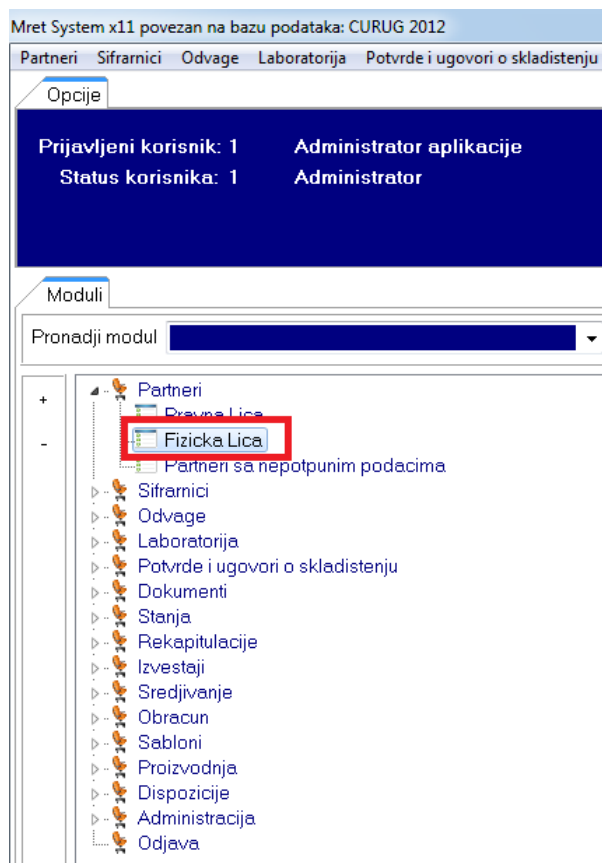 Mret System x11 povezan na bazu podataka: CURUG 2012
Partneri Sifrarnici Odvage Laboratorija Potvrde i ugovori o skladistenju
Opcije
Prijavljeni korisnik: 1 Administrator aplikacije
Status korisnika: 1 Administrator
Moduli
Pronadji modul
+
-
Partneri
Pravna Lica
Fizicka Lica
Partneri sa nepotpunim podacima
Sifrarnici
Odvage
Laboratorija
Potvrde i ugovori o skladistenju
Dokumenti
Stanja
Rekapitulacije
Izvestaji
Sredjivanje
Obracun
Sabloni
Proizvodnja
Dispozicije
Administracija
Odjava